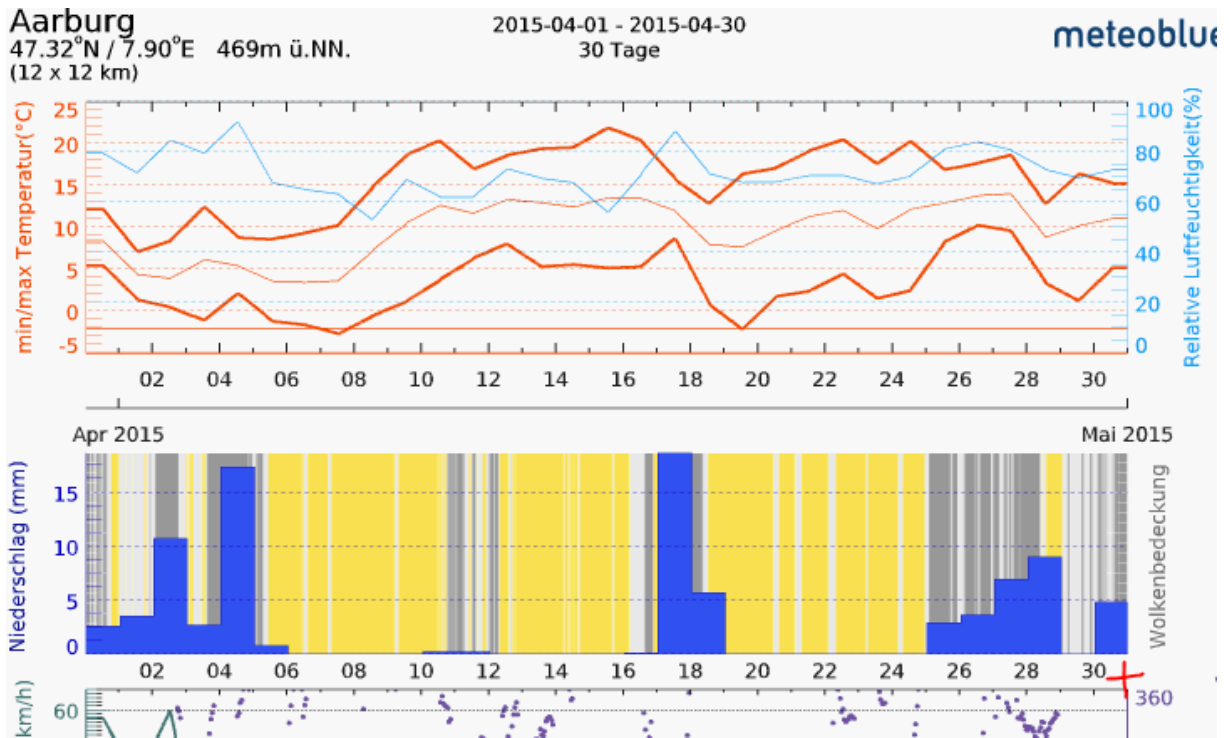 Aarburg
47.32°N / 7.90°E 469m ü.NN.
(12 x 12 km)
2015-04-01 - 2015-04-30
30 Tage
meteoblue
min/max Temperatur(°C)
25
20
15
10
5
0
-5
Relative Luftfeuchtigkeit(%)
100
80
60
40
20
0
02 04 06 08 10 12 14 16 18 20 22 24 26 28 30
Apr 2015 Mai 2015
Niederschlag (mm)
15
10
5
0
Wolkenbedeckung
02 04 06 08 10 12 14 16 18 20 22 24 26 28 30
km/h)
60
360